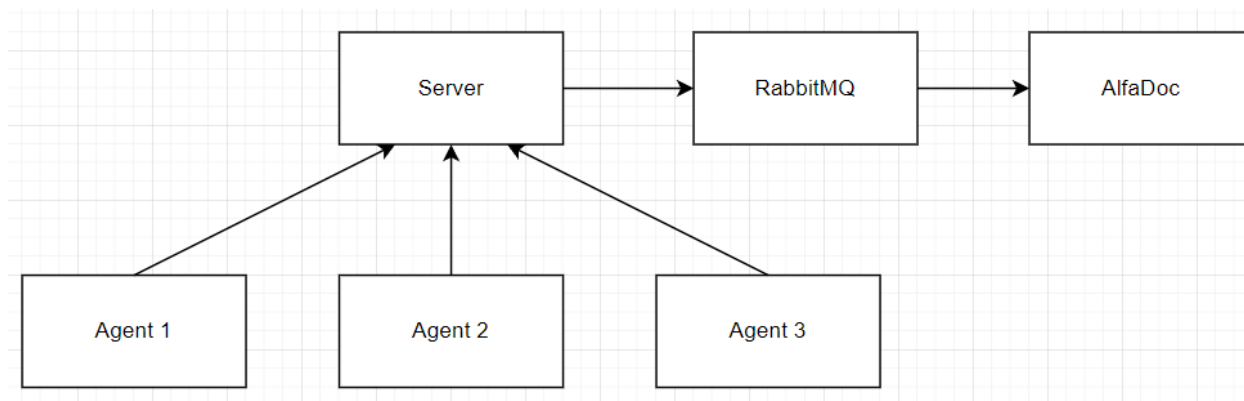 Server
RabbitMQ
AlfaDoc
Agent 1
Agent 2
Agent 3